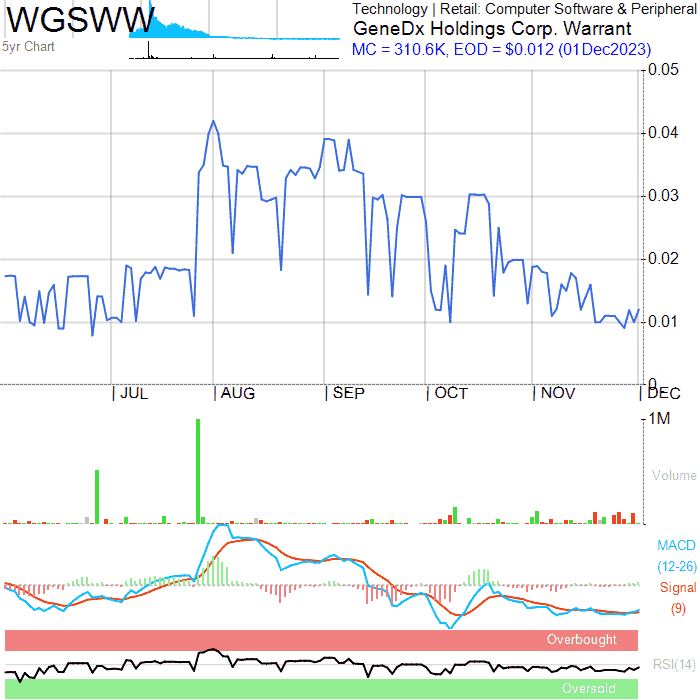 WGSWW
Technology | Retail: Computer Software & Peripheral
GeneDx Holdings Corp. Warrant
5yr Chart
MC = 310.6K, EOD = $0.012 (01Dec2023)
0.05
0.04
0.03
0.02
0.01
0
JUL AUG SEP OCT NOV DEC
1M
Volume
MACD
(12-26)
Signal
(9)
Overbought
RSI(14)
Oversold